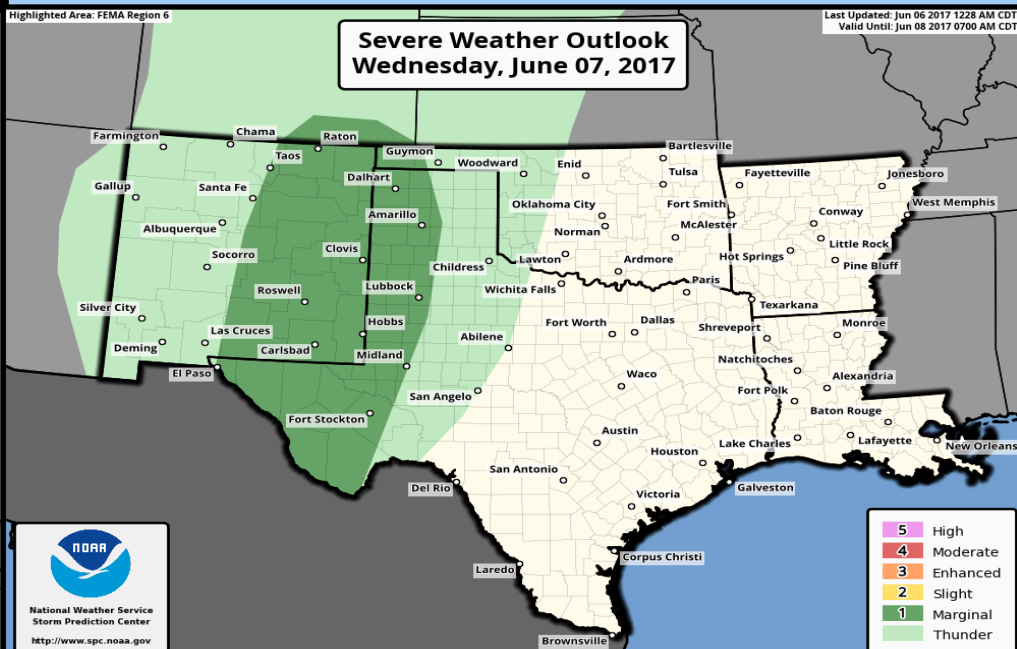 Highlighted Area: FEMA Region 6
Last Updated: Jun 06 2017 1228 AM CDT
Valid Until: Jun 08 2017 0700 AM CDT
Severe Weather Outlook
Wednesday, June 07, 2017
Farmington
Chama
Raton
Taos
Guymon
Woodward
Enid
Bartlesville
Tulsa
Fayetteville
Jonesboro
Gallup
Santa Fe
Dalhart
Oklahoma City
Fort Smith
West Memphis
Albuquerque
Amarillo
Norman
McAlester
Conway
Socorro
Clovis
Childress
Lawton
Ardmore
Hot Springs
Little Rock
Pine Bluff
Roswell
Lubbock
Wichita Falls
Paris
Texarkana
Silver City
Las Cruces
Hobbs
Fort Worth
Dallas
Shreveport
Monroe
Deming
Carlsbad
Midland
Abilene
Natchitoches
El Paso
Waco
Alexandria
San Angelo
Fort Polk
Fort Stockton
Baton Rouge
Austin
Lake Charles
Lafayette
New Orleans
Houston
San Antonio
Del Rio
Galveston
Victoria
Corpus Christi
Laredo
Brownsville
NOAA
National Weather Service
Storm Prediction Center
http://www.spc.noaa.gov
5 High
4 Moderate
3 Enhanced
2 Slight
1 Marginal
Thunder